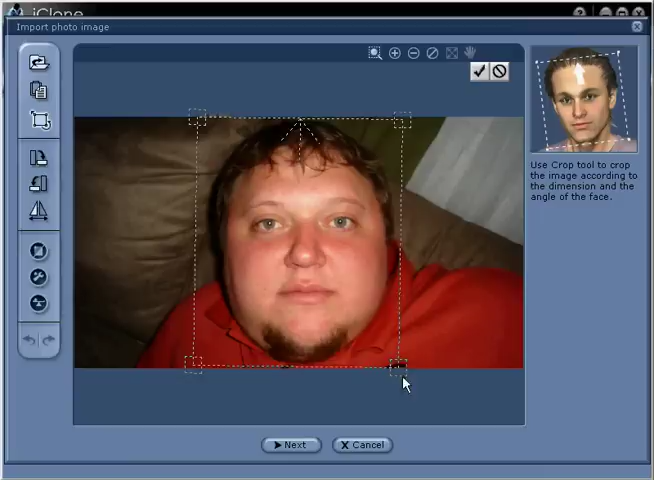 iClone
Import photo image
Use Crop tool to crop
the image according to
the dimension and the
angle of the face.
Next
Cancel